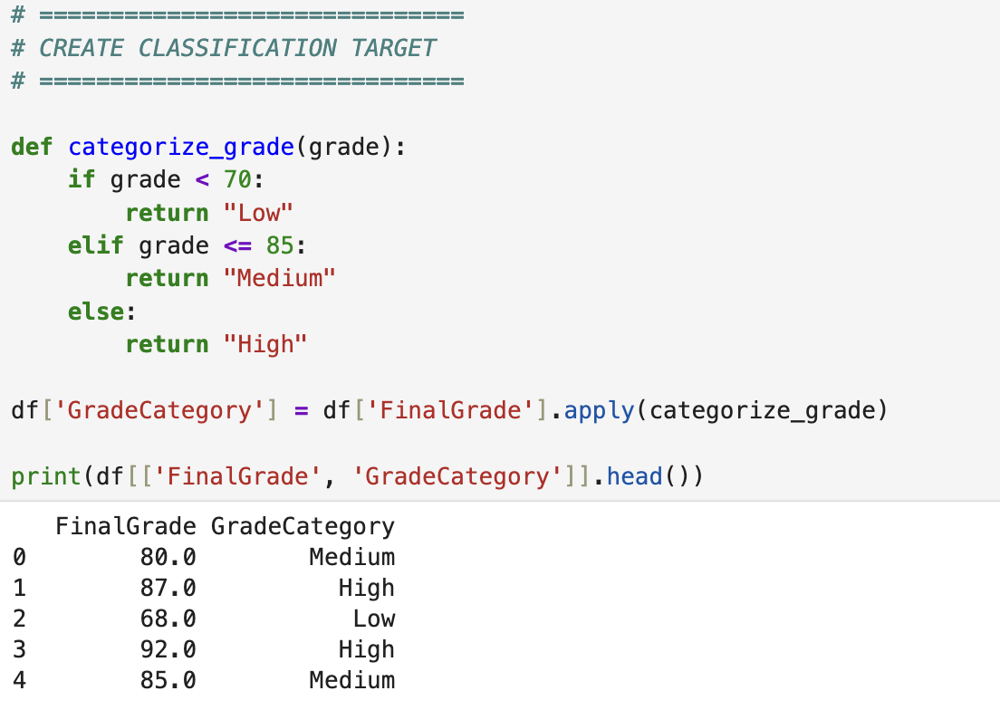 # ==============================
# CREATE CLASSIFICATION TARGET
# ==============================
def categorize_grade(grade):
    if grade < 70:
        return "Low"
    elif grade <= 85:
        return "Medium"
    else:
        return "High"
df['GradeCategory'] = df['FinalGrade'].apply(categorize_grade)
print(df[['FinalGrade', 'GradeCategory']].head())
   FinalGrade GradeCategory
0        80.0        Medium
1        87.0          High
2        68.0           Low
3        92.0          High
4        85.0        Medium